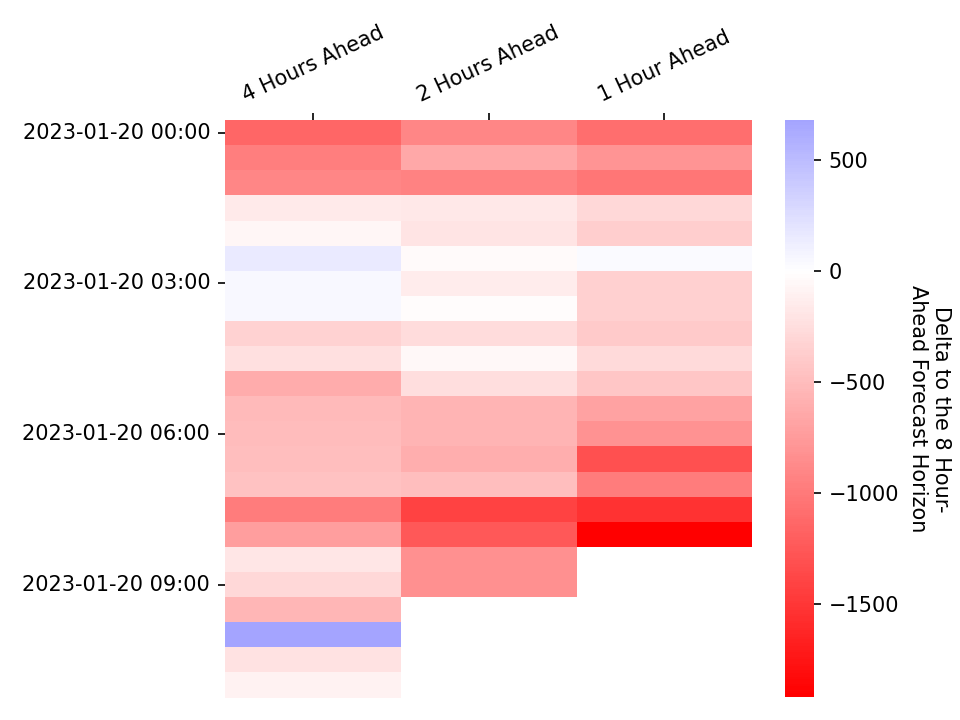 4 Hours Ahead
2 Hours Ahead
1 Hour Ahead
2023-01-20 00:00
2023-01-20 03:00
2023-01-20 06:00
2023-01-20 09:00
500
0
−500
−1000
−1500
Delta to the 8 Hour-
Ahead Forecast Horizon